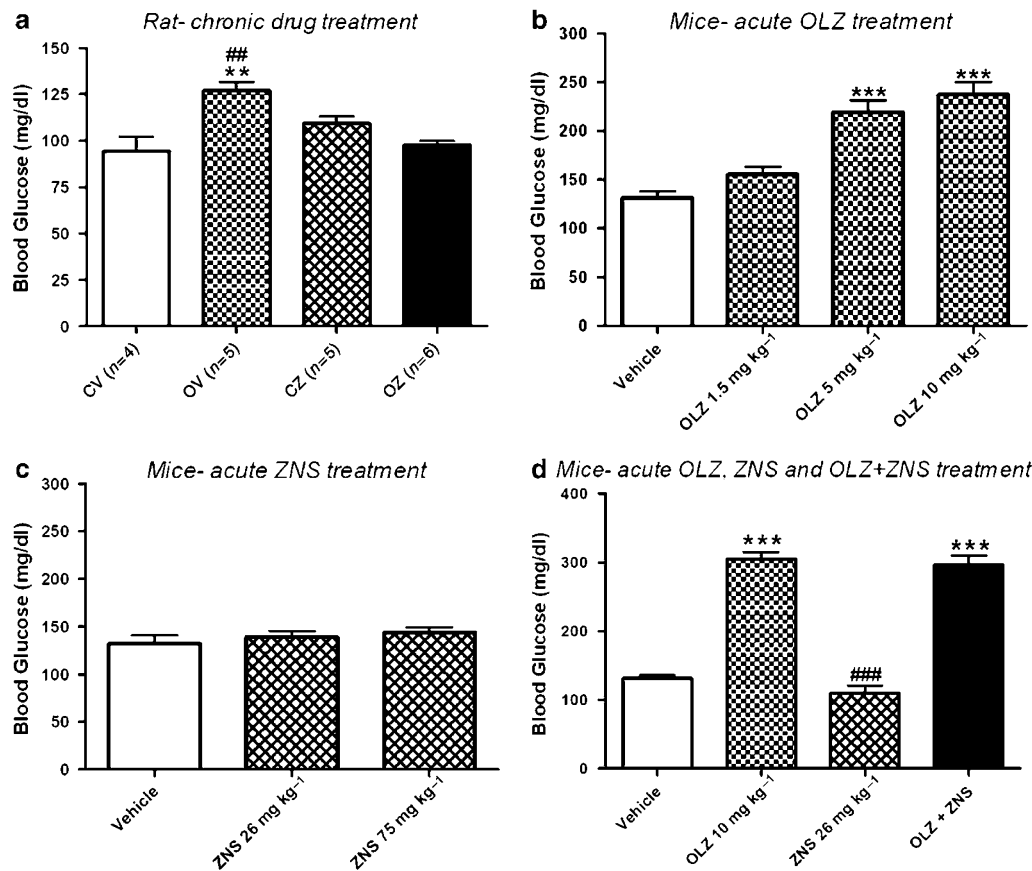 a Rat- chronic drug treatment
Blood Glucose (mg/dl)
150
125
100
75
50
25
0
##
**
CV (n=4)
OV (n=5)
CZ (n=5)
OZ (n=6)
b Mice- acute OLZ treatment
Blood Glucose (mg/dl)
300
250
200
150
100
50
0
***
***
Vehicle
OLZ 1.5 mg kg⁻¹
OLZ 5 mg kg⁻¹
OLZ 10 mg kg⁻¹
c Mice- acute ZNS treatment
Blood Glucose (mg/dl)
300
250
200
150
100
50
0
Vehicle
ZNS 26 mg kg⁻¹
ZNS 75 mg kg⁻¹
d Mice- acute OLZ, ZNS and OLZ+ZNS treatment
Blood Glucose (mg/dl)
400
300
200
100
0
***
###
***
Vehicle
OLZ 10 mg kg⁻¹
ZNS 26 mg kg⁻¹
OLZ + ZNS